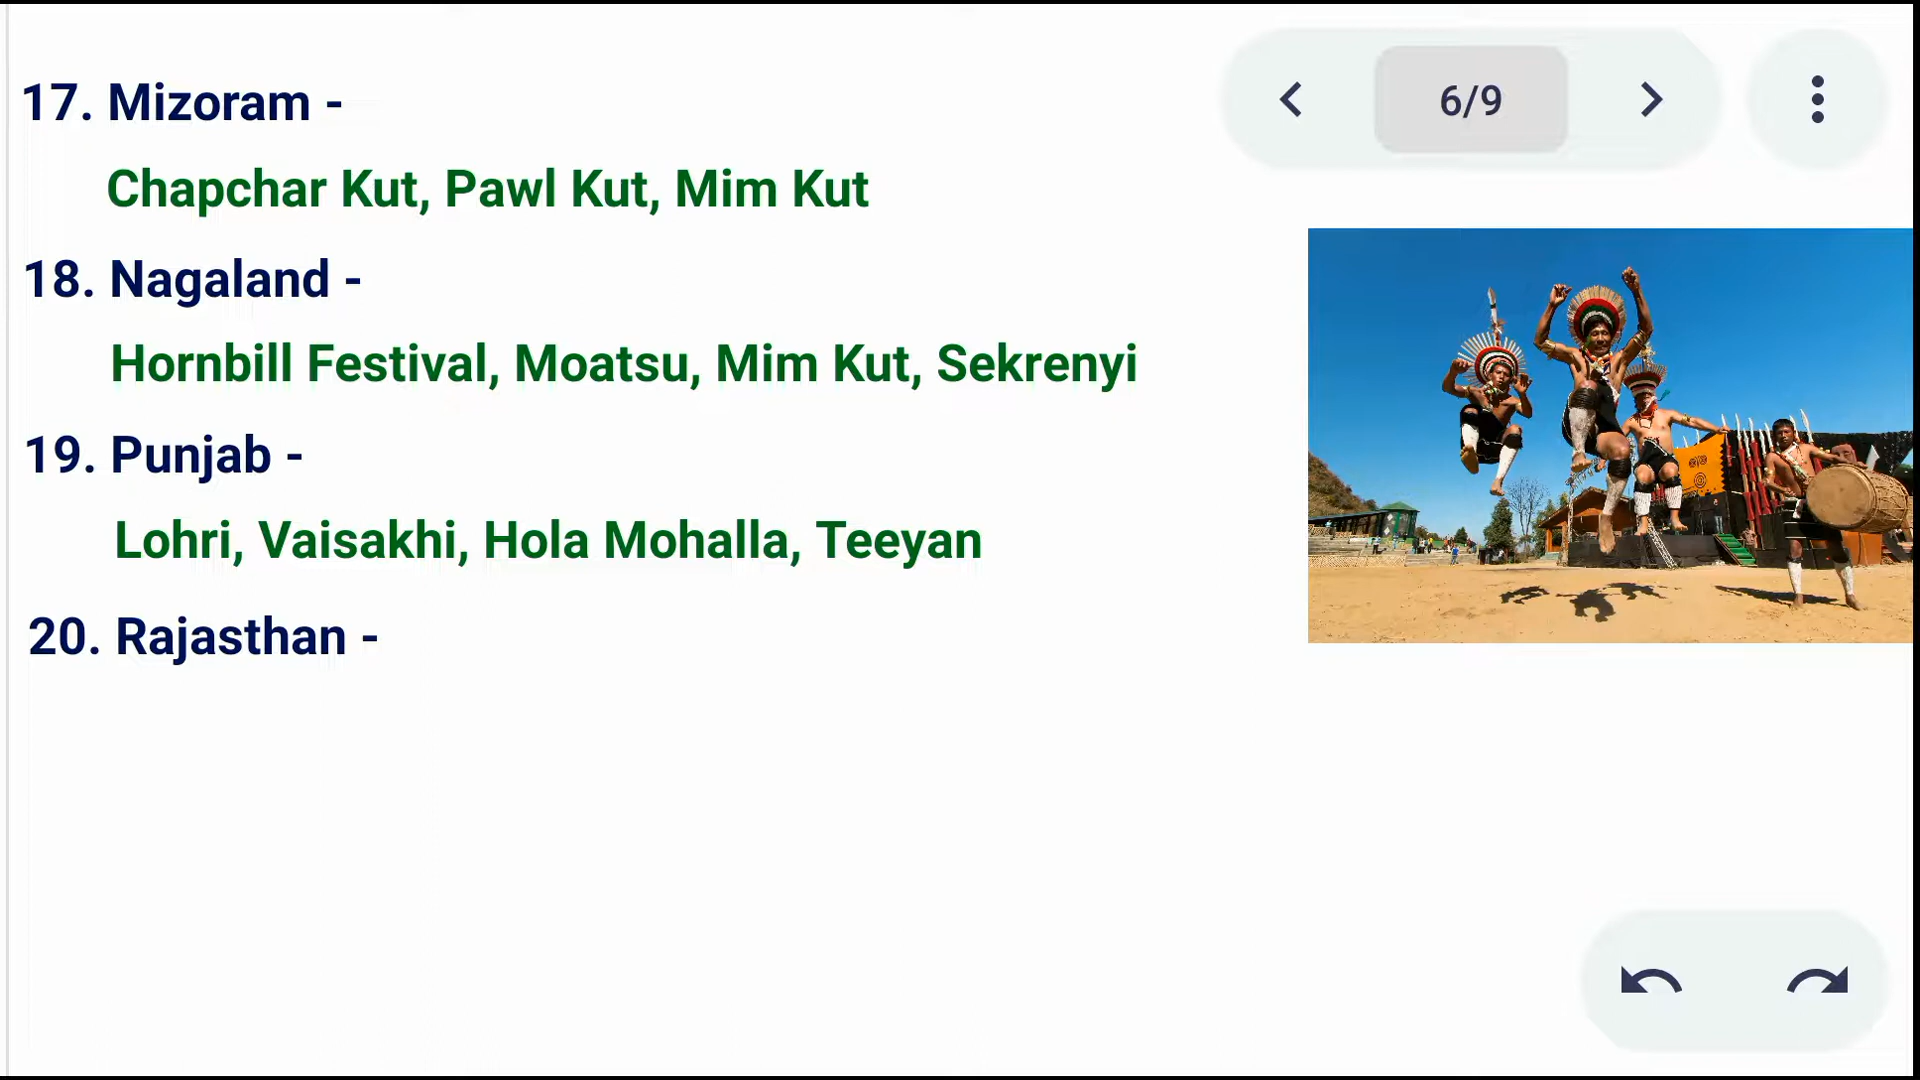 17. Mizoram -
Chapchar Kut, Pawl Kut, Mim Kut
18. Nagaland -
Hornbill Festival, Moatsu, Mim Kut, Sekrenyi
19. Punjab -
Lohri, Vaisakhi, Hola Mohalla, Teeyan
20. Rajasthan -
6/9